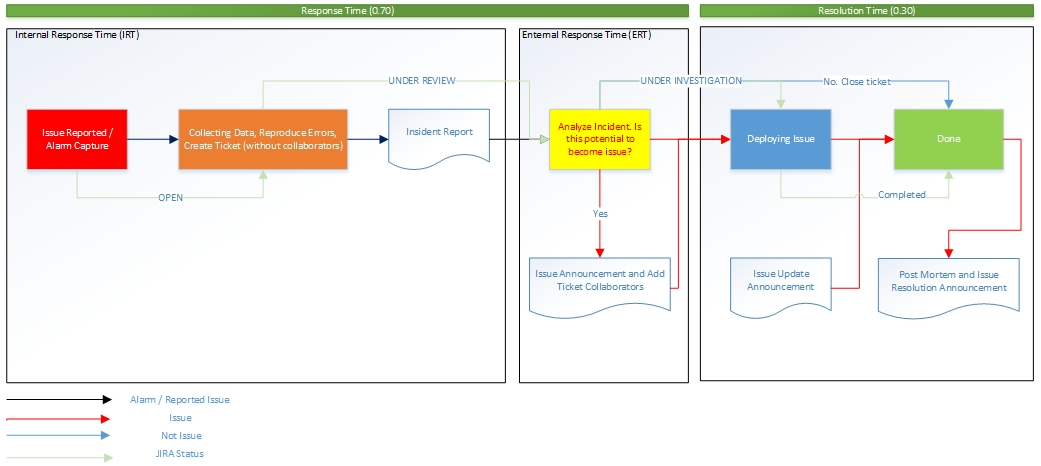 Response Time (0.70)
Resolution Time (0.30)
Internal Response Time (IRT)
External Response Time (ERT)
UNDER REVIEW
UNDER INVESTIGATION
No. Close ticket
Issue Reported /
Alarm Capture
Collecting Data, Reproduce Errors,
Create Ticket (without collaborators)
Insident Report
Analyze Incident. Is
this potential to
become issue?
Deploying Issue
Done
OPEN
Completed
Yes
Issue Announcement and Add
Ticket Collaborators
Issue Update
Announcement
Post Mortem and Issue
Resolution Announcement
Alarm / Reported Issue
Issue
Not Issue
JIRA Status